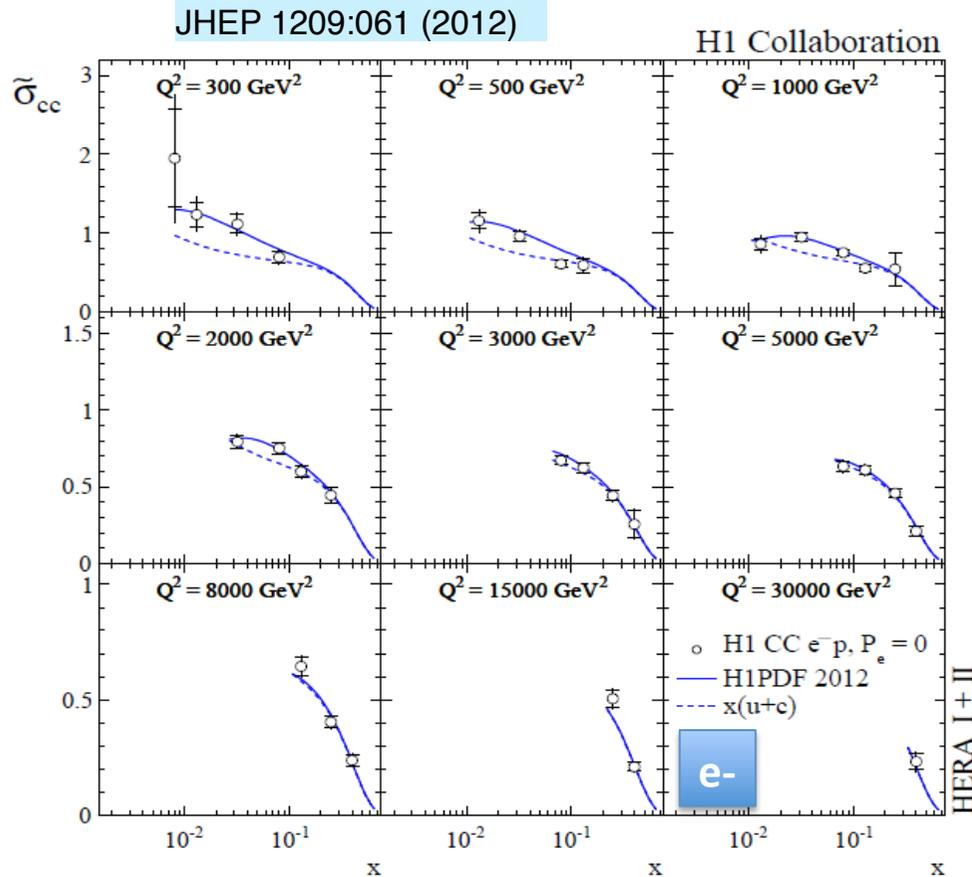 JHEP 1209:061 (2012)
H1 Collaboration
σ̃cc
Q² = 300 GeV²
Q² = 500 GeV²
Q² = 1000 GeV²
3
2
1
0
Q² = 2000 GeV²
Q² = 3000 GeV²
Q² = 5000 GeV²
1.5
1
0.5
0
Q² = 8000 GeV²
Q² = 15000 GeV²
Q² = 30000 GeV²
1
0.5
0
H1 CC e⁻p, Pe = 0
H1PDF 2012
x(u+c)
e-
HERA I + II
10⁻² 10⁻¹ 10⁻² 10⁻¹ 10⁻² 10⁻¹
x x x